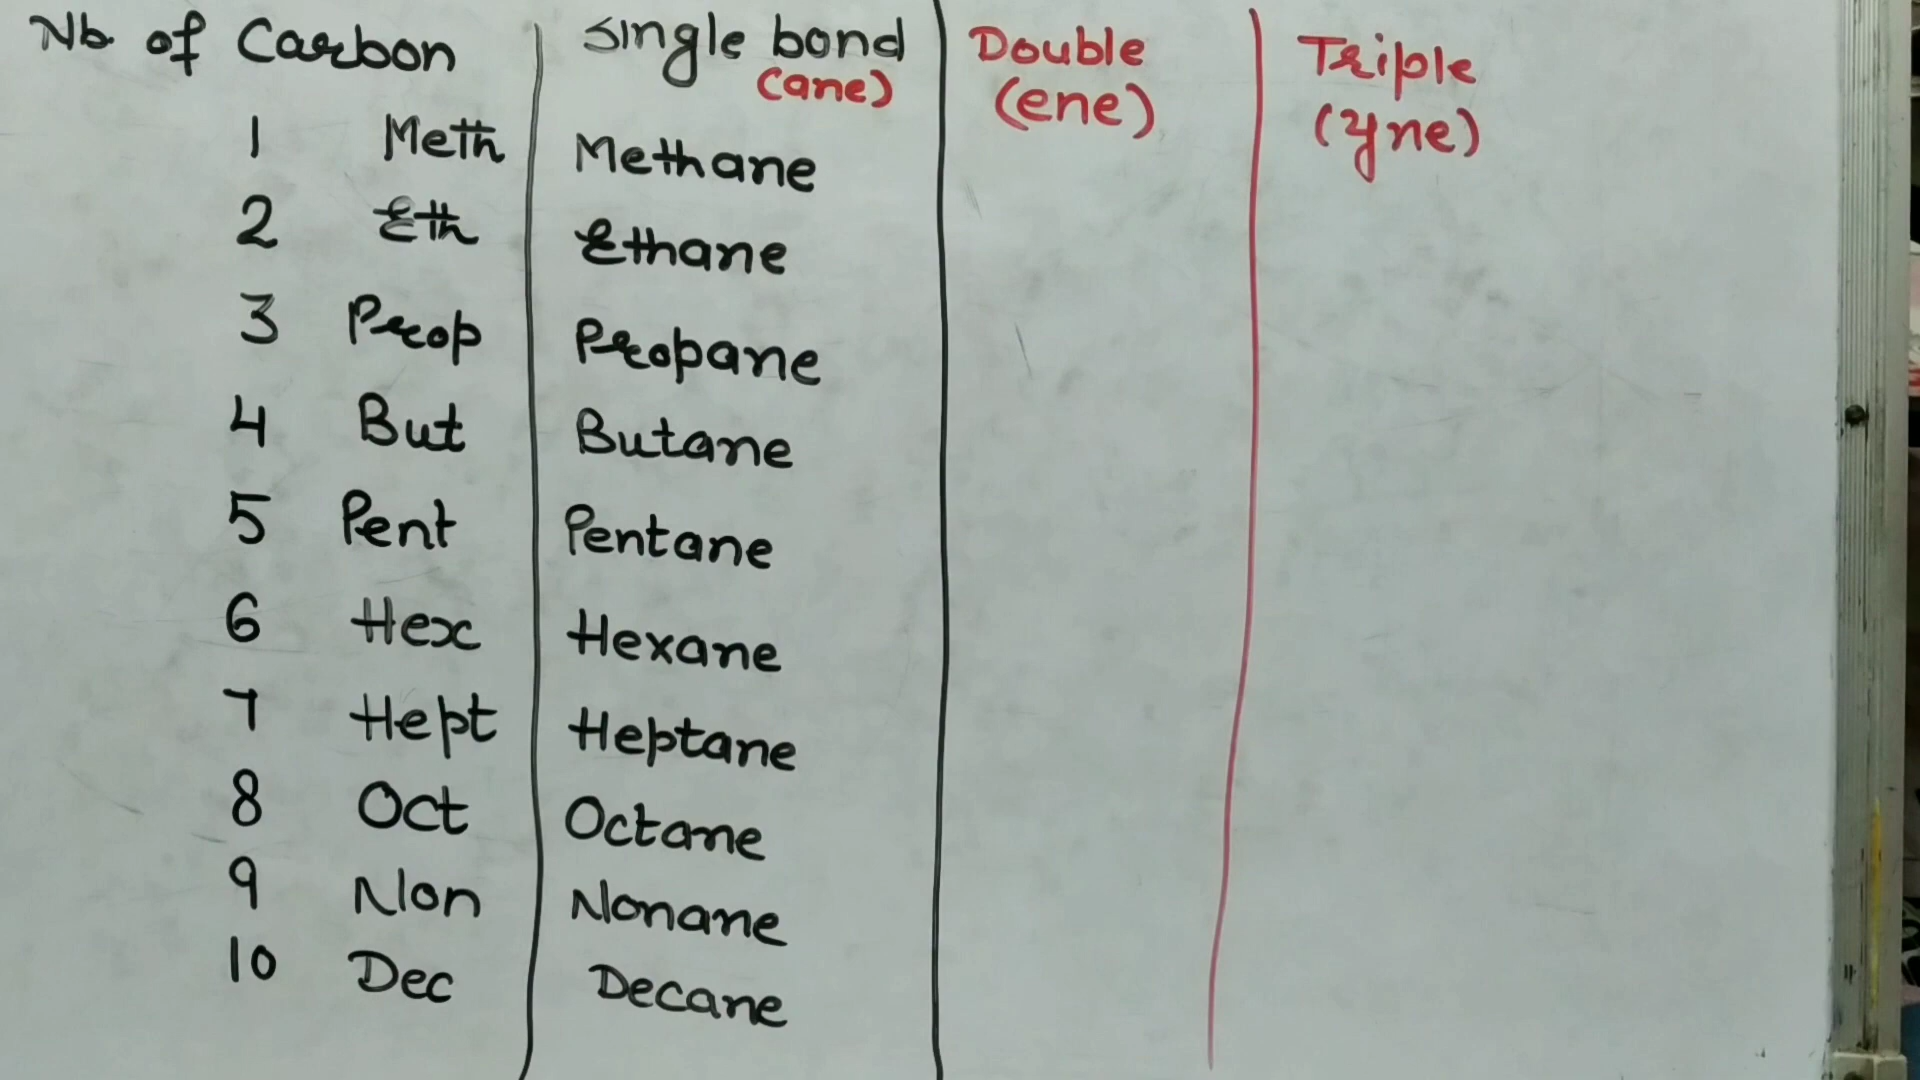 Nb. of Carbon | Single bond (ane) | Double (ene) | Triple (yne)
1 Meth Methane
2 Eth Ethane
3 Prop Propane
4 But Butane
5 Pent Pentane
6 Hex Hexane
7 Hept Heptane
8 Oct Octane
9 Non Nonane
10 Dec Decane